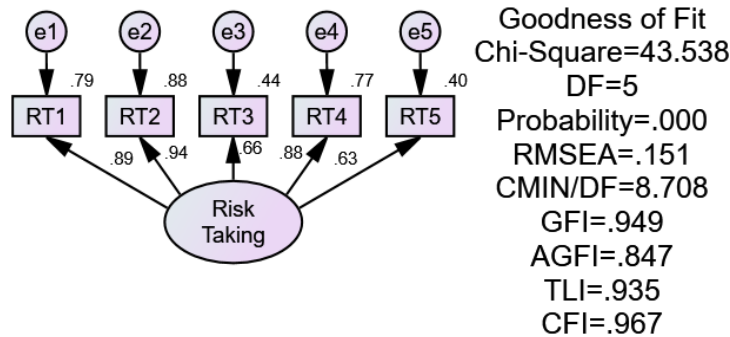 e1 e2 e3 e4 e5
.79 .88 .44 .77 .40
RT1 RT2 RT3 RT4 RT5
.89 .94 .66 .88 .63
Risk
Taking
Goodness of Fit
Chi-Square=43.538
DF=5
Probability=.000
RMSEA=.151
CMIN/DF=8.708
GFI=.949
AGFI=.847
TLI=.935
CFI=.967